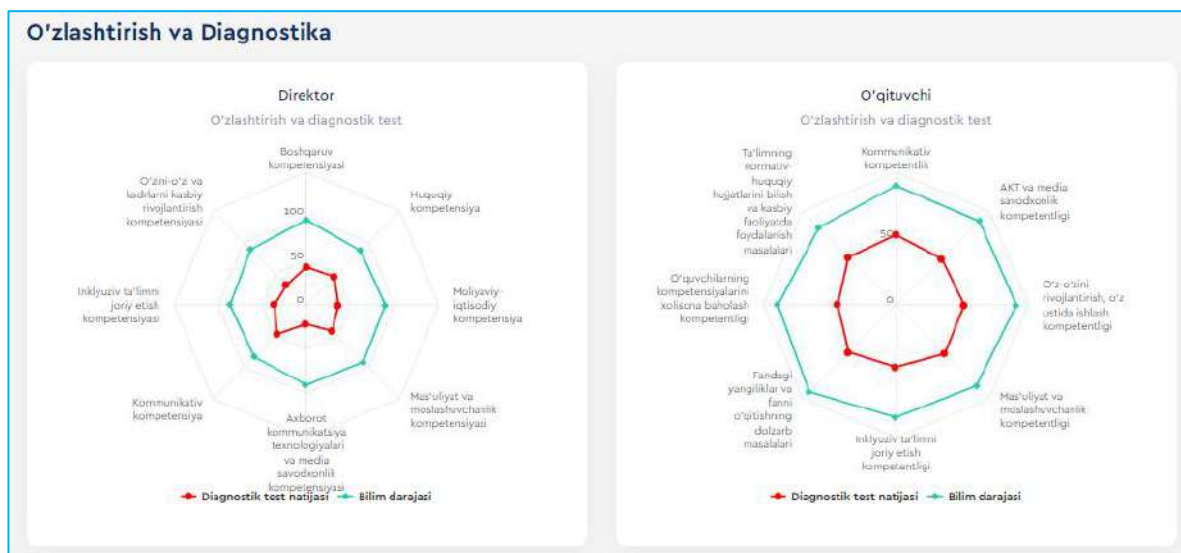 O'zlashtirish va Diagnostika
Direktor
O'zlashtirish va diagnostik test
Boshqaruv
kompetensiyasi
Huquqiy
kompetensiya
Moliyaviy-
iqtisodiy
kompetensiya
Mas'uliyat va
moslashuvchanlik
kompetensiyasi
Axborot
kommunikatsiya
texnologiyalari
va media
savodxonlik
kompetensiyasi
Kommunikativ
kompetensiya
Inklyuziv ta'limni
joriy etish
kompetensiyasi
O'zini-o'zi va
kadrlarni kasbiy
rivojlantirish
kompetensiyasi
100
50
0
Diagnostik test natijasi
Bilim darajasi
O'qituvchi
O'zlashtirish va diagnostik test
Kommunikativ
kompetentlik
AKT va media
savodxonlik
kompetentligi
O'z-o'zini
rivojlantirish, o'z
ustida ishlash
kompetentligi
Mas'uliyat va
moslashuvchanlik
kompetentligi
Inklyuziv ta'limni
joriy etish
kompetentligi
Fandagi
yangiliklar va
fanni
o'qitishning
dolzarb
masalalari
O'quvchilarning
kompetensiyalarini
xolisona baholash
kompetentligi
Ta'limning
normativ-
huquqiy
hujjatlarini bilish
va kasbiy
faoliyatda
foydalanish
masalalari
50
0
Diagnostik test natijasi
Bilim darajasi